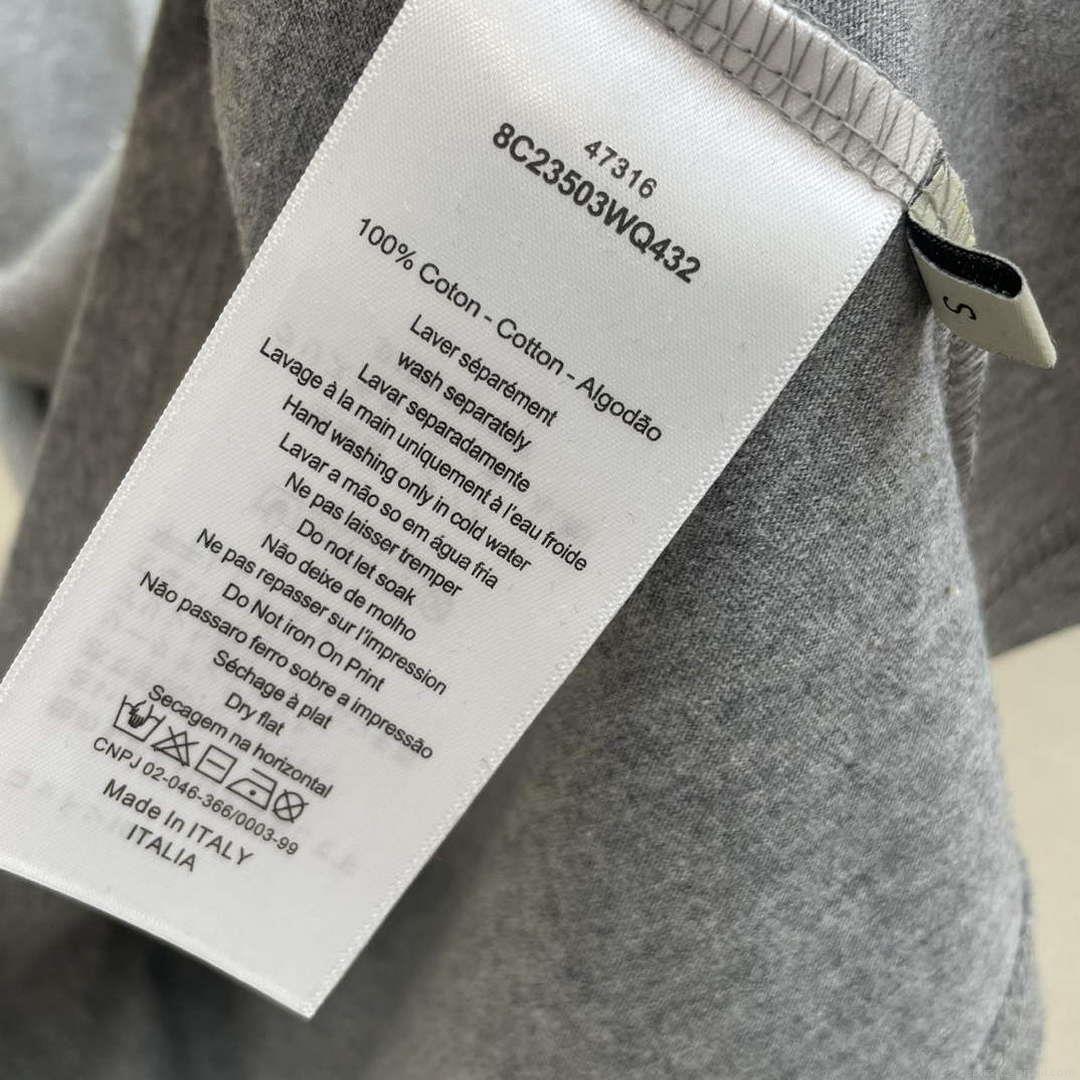 47316
8C23503WQ432
100% Coton - Cotton - Algodão
Laver séparément
wash separately
Lavar separadamente
Lavage à la main uniquement à l'eau froide
Hand washing only in cold water
Lavar a mão so em água fria
Ne pas laisser tremper
Do not let soak
Não deixe de molho
Ne pas repasser sur l'impression
Do Not iron On Print
Não passaro ferro sobre a impressão
Séchage à plat
Dry flat
Secagem na horizontal
CNPJ 02-046-366/0003-99
Made In ITALY
ITALIA
S